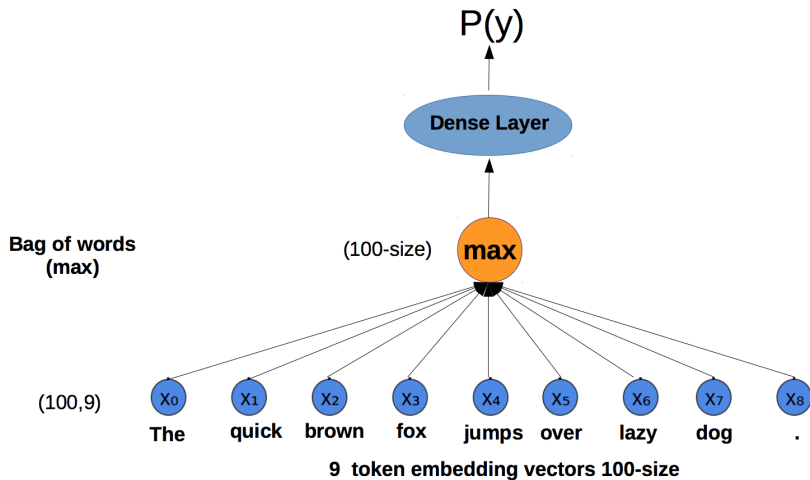 P(y)
Dense Layer
Bag of words
(max)
(100-size)
max
(100,9)
X₀ X₁ X₂ X₃ X₄ X₅ X₆ X₇ X₈
The quick brown fox jumps over lazy dog .
9 token embedding vectors 100-size